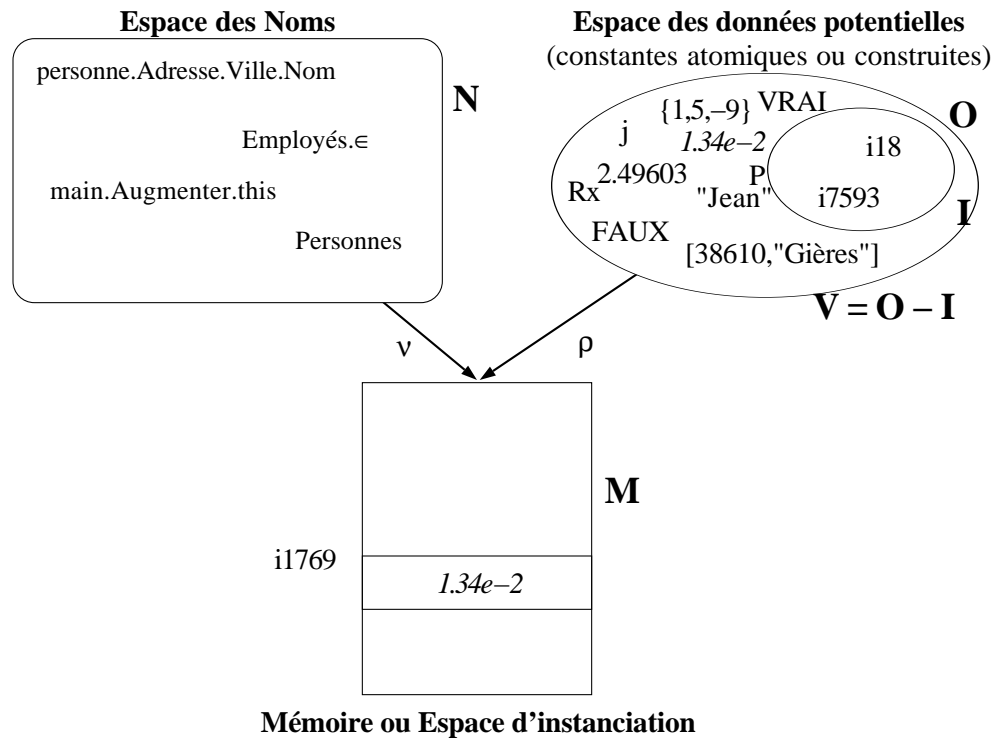 Espace des Noms
personne.Adresse.Ville.Nom
N
Employés.∈
main.Augmenter.this
Personnes
Espace des données potentielles
(constantes atomiques ou construites)
{1,5,−9} VRAI
O
j
1.34e−2
i18
2.49603
P
Rx
"Jean"
i7593
I
FAUX
[38610,"Gières"]
V = O − I
ν
ρ
M
i1769
1.34e−2
Mémoire ou Espace d'instanciation